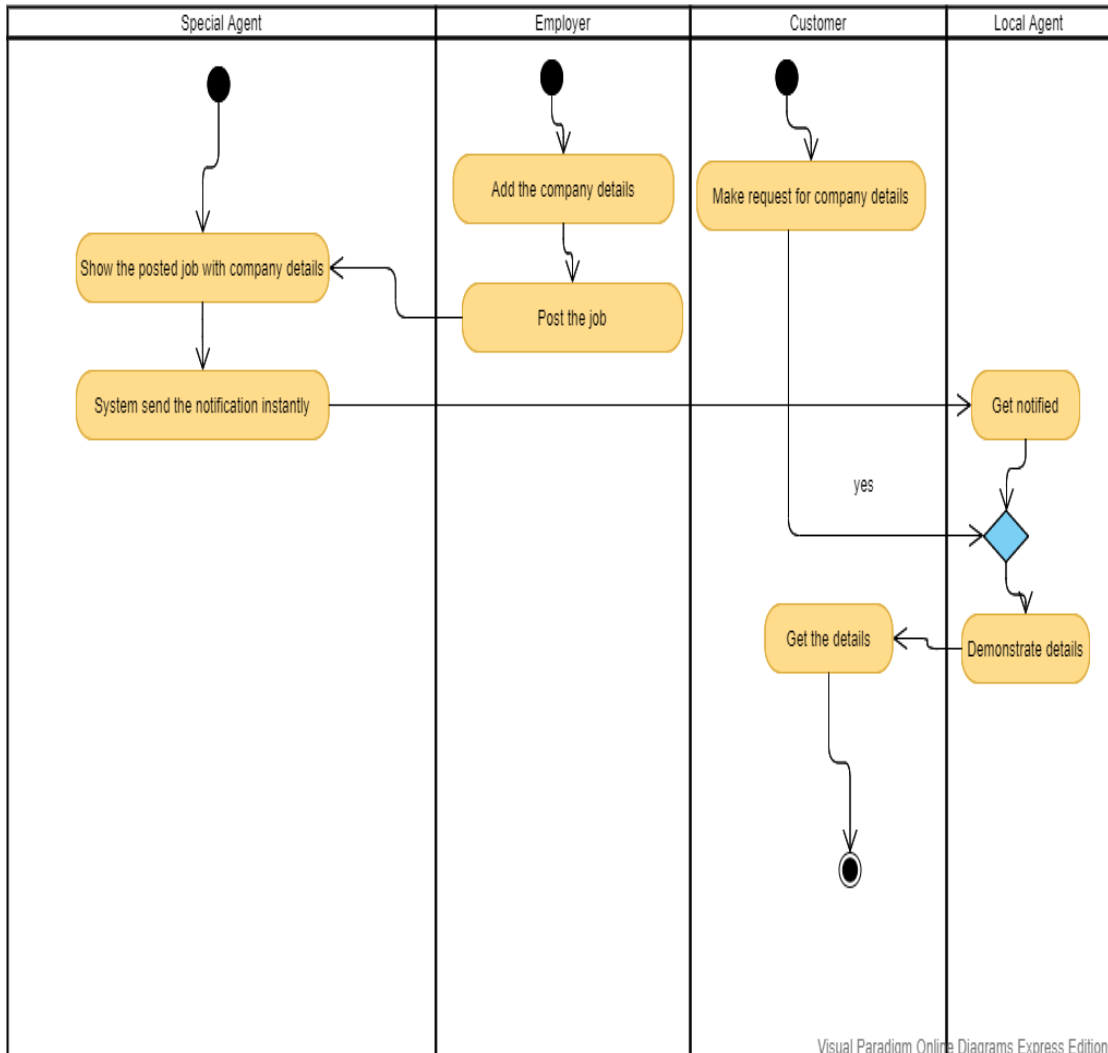 Special Agent
Employer
Customer
Local Agent
Add the company details
Make request for company details
Show the posted job with company details
Post the job
System send the notification instantly
Get notified
yes
Get the details
Demonstrate details
Visual Paradigm Online Diagrams Express Edition